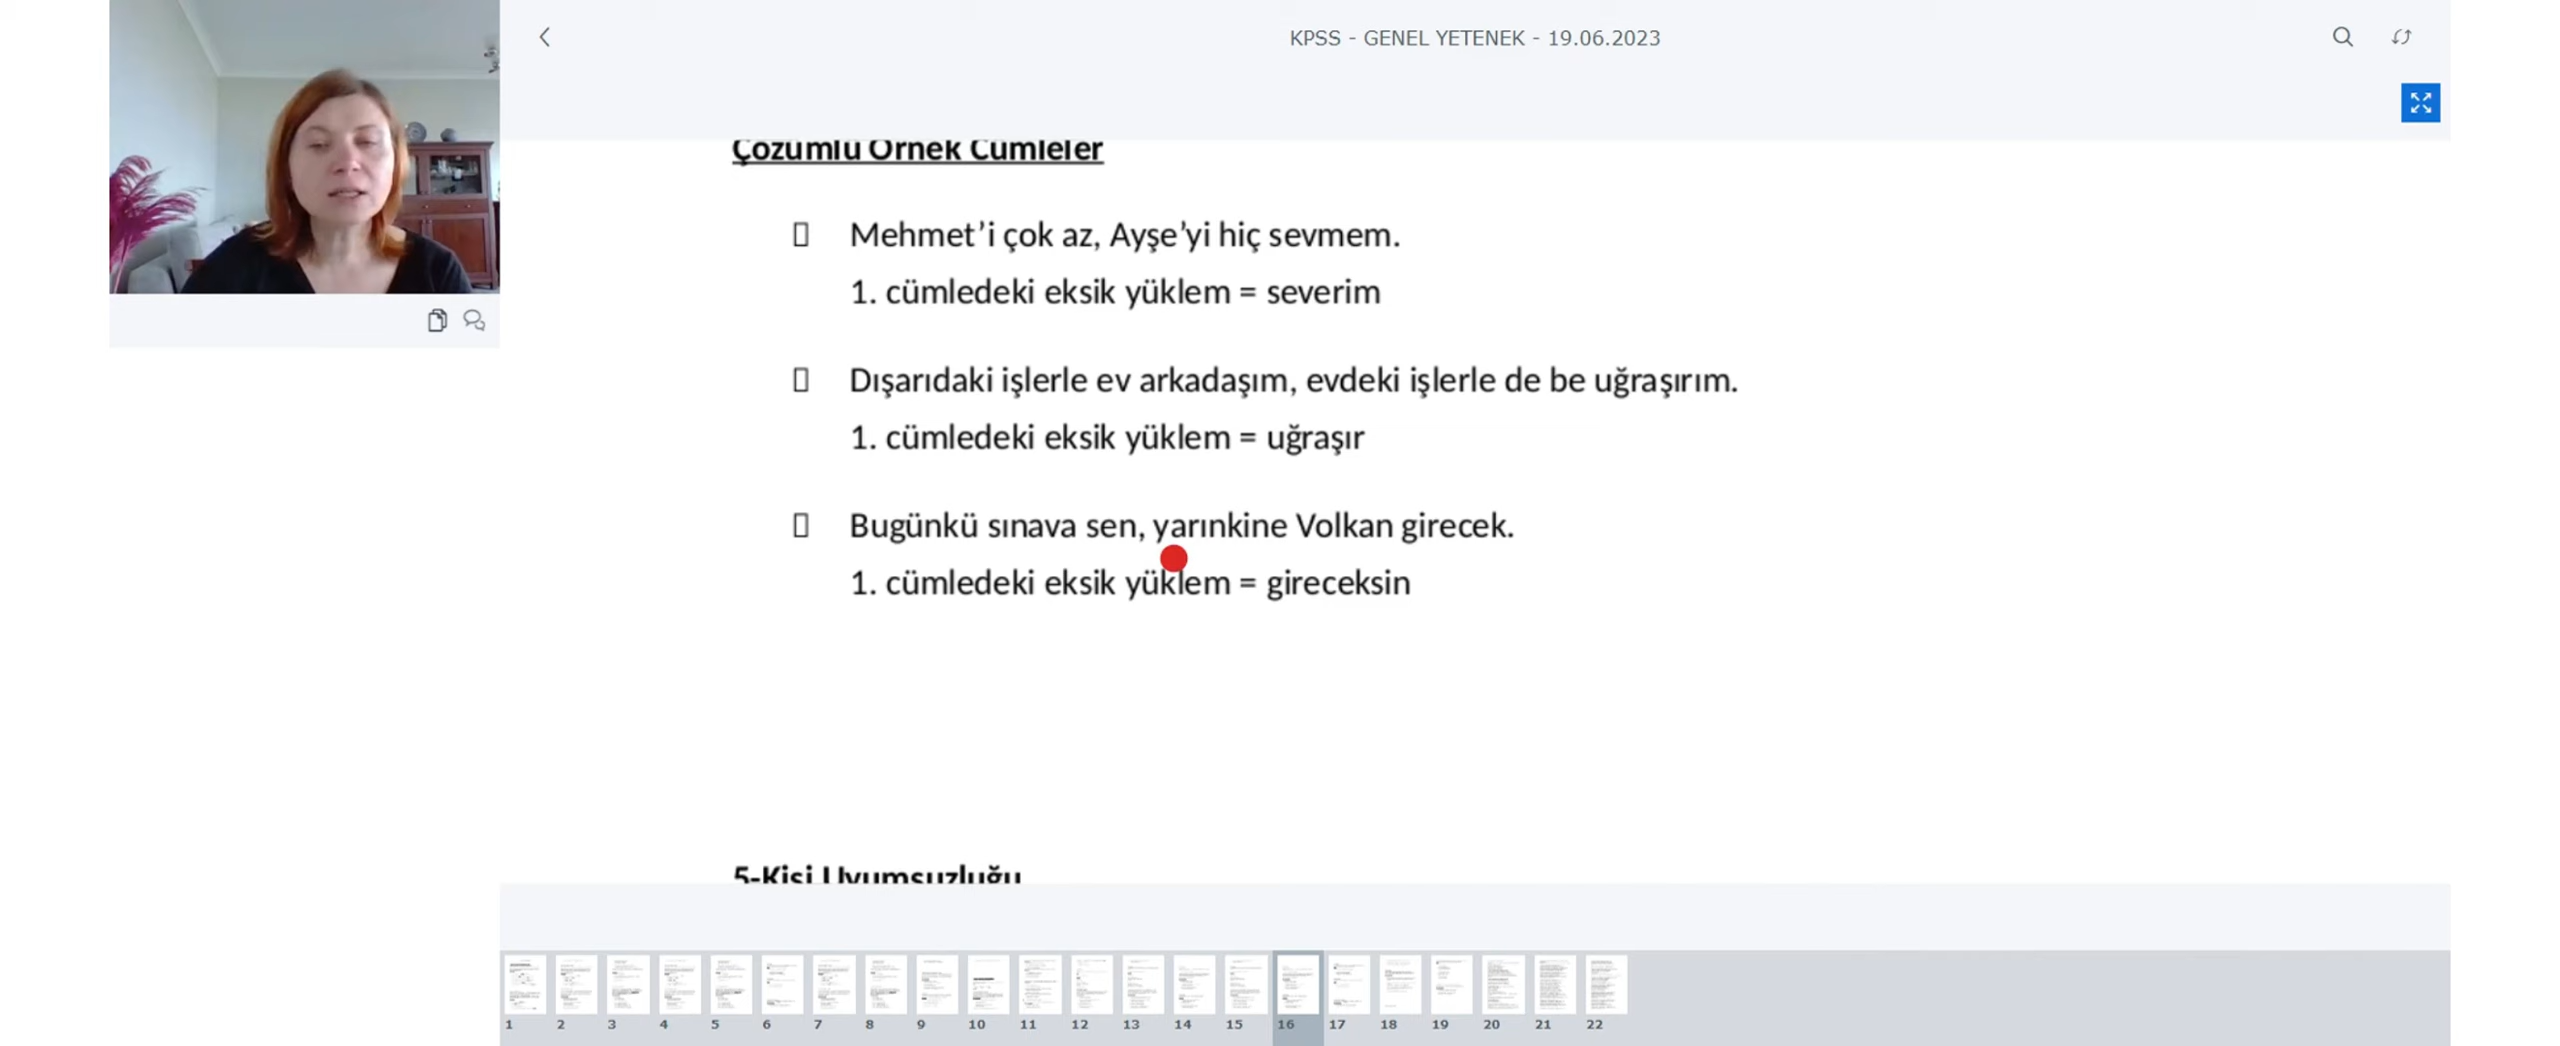 KPSS - GENEL YETENEK - 19.06.2023
Çözümlü Örnek Cümleler
Mehmet’i çok az, Ayşe’yi hiç sevmem.
1. cümledeki eksik yüklem = severim
Dışarıdaki işlerle ev arkadaşım, evdeki işlerle de be uğraşırım.
1. cümledeki eksik yüklem = uğraşır
Bugünkü sınava sen, yarınkine Volkan girecek.
1. cümledeki eksik yüklem = gireceksin
5-Kişi Uyumsuzluğu
1 2 3 4 5 6 7 8 9 10 11 12 13 14 15 16 17 18 19 20 21 22